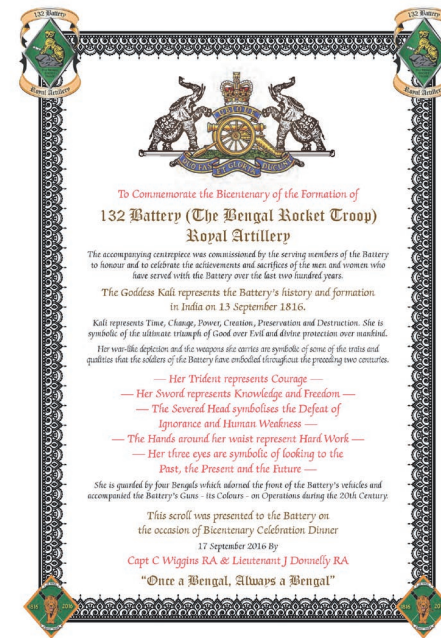 132 Battery
132 Battery
Royal Artillery
Royal Artillery
UBIQUE
QUO FAS ET GLORIA DUCUNT
To Commemorate the Bicentenary of the Formation of
132 Battery (The Bengal Rocket Troop)
Royal Artillery
The accompanying centrepiece was commissioned by the serving members of the Battery
to honour and to celebrate the achievements and sacrifices of the men and women who
have served with the Battery over the last two hundred years.
The Goddess Kali represents the Battery's history and formation
in India on 13 September 1816.
Kali represents Time, Change, Power, Creation, Preservation and Destruction. She is
symbolic of the ultimate triumph of Good over Evil and divine protection over mankind.
Her war-like depiction and the weapons she carries are symbolic of some of the traits and
qualities that the soldiers of the Battery have embodied throughout the preceding two centuries.
— Her Trident represents Courage —
— Her Sword represents Knowledge and Freedom —
— The Severed Head symbolises the Defeat of
Ignorance and Human Weakness —
— The Hands around her waist represent Hard Work —
— Her three eyes are symbolic of looking to the
Past, the Present and the Future —
She is guarded by four Bengals which adorned the front of the Battery's vehicles and
accompanied the Battery's Guns - its Colours - on Operations during the 20th Century.
This scroll was presented to the Battery on
the occasion of Bicentenary Celebration Dinner
17 September 2016 By
Capt C Wiggins RA & Lieutenant J Donnelly RA
"Once a Bengal, Always a Bengal"
1816 2016
1816